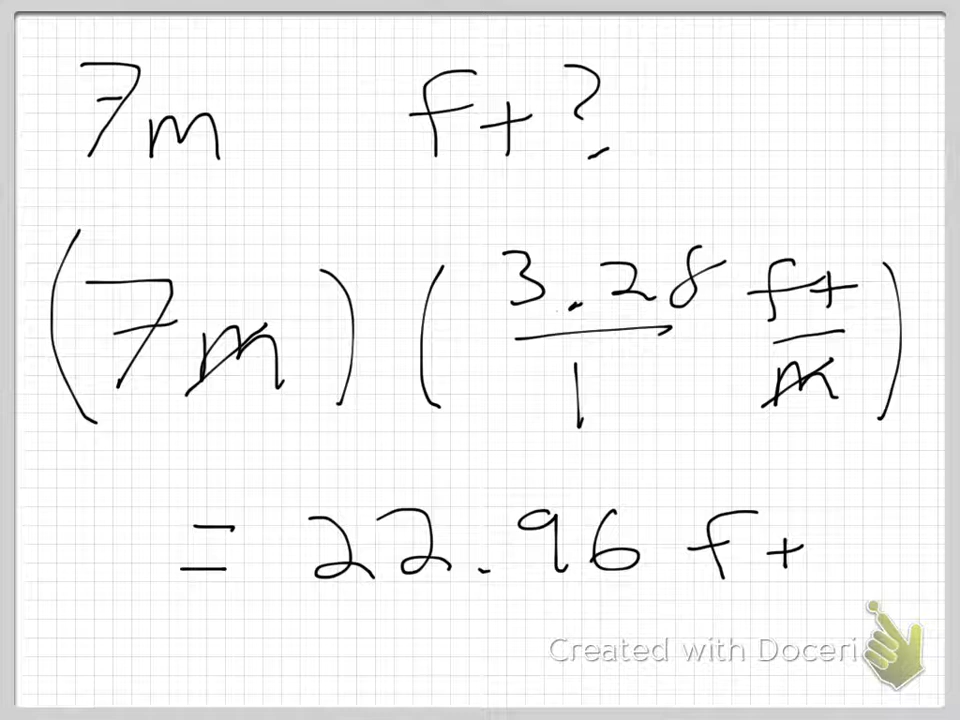 7m ft?
(7m) (3.28/1 ft/m)
= 22.96 ft
Created with Doceri